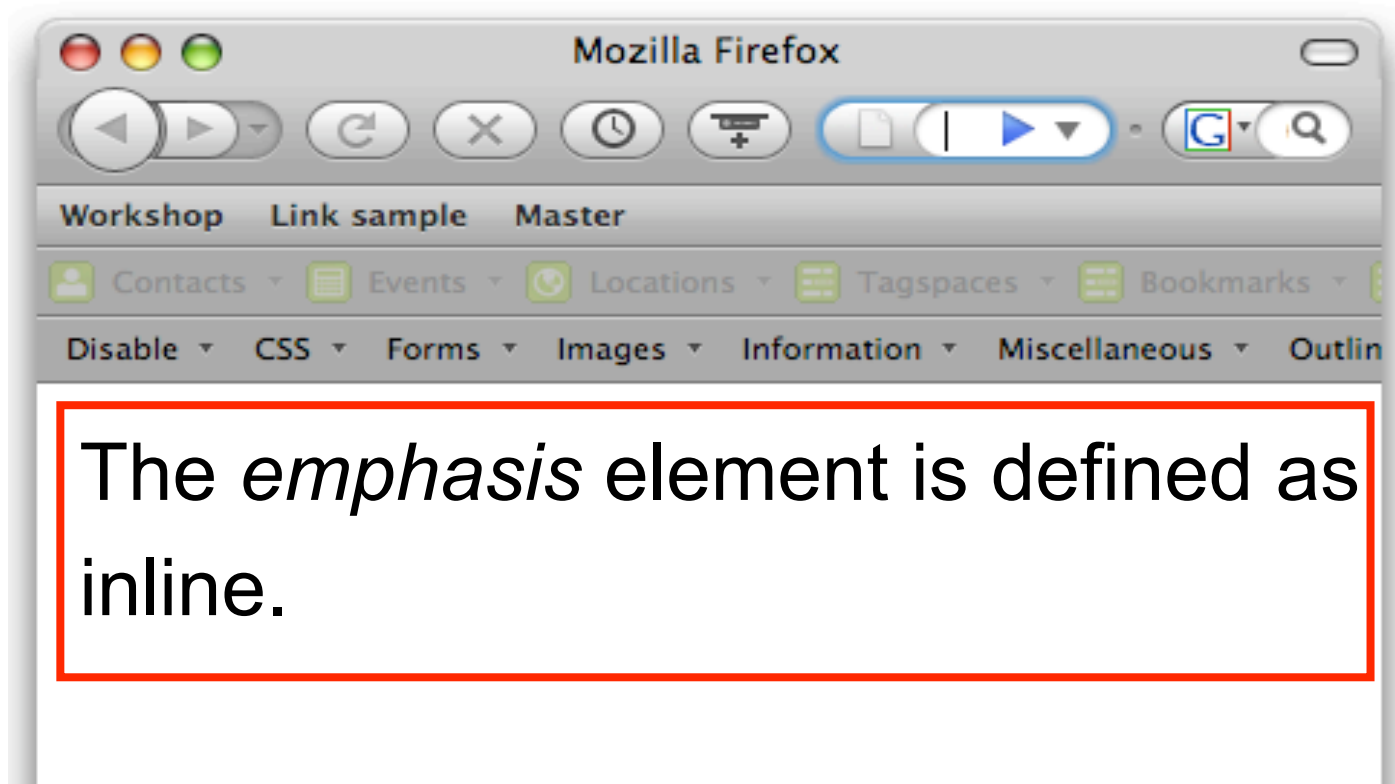 Mozilla Firefox
G
Workshop Link sample Master
Contacts Events Locations Tagspaces Bookmarks
Disable CSS Forms Images Information Miscellaneous Outlin
The emphasis element is defined as
inline.